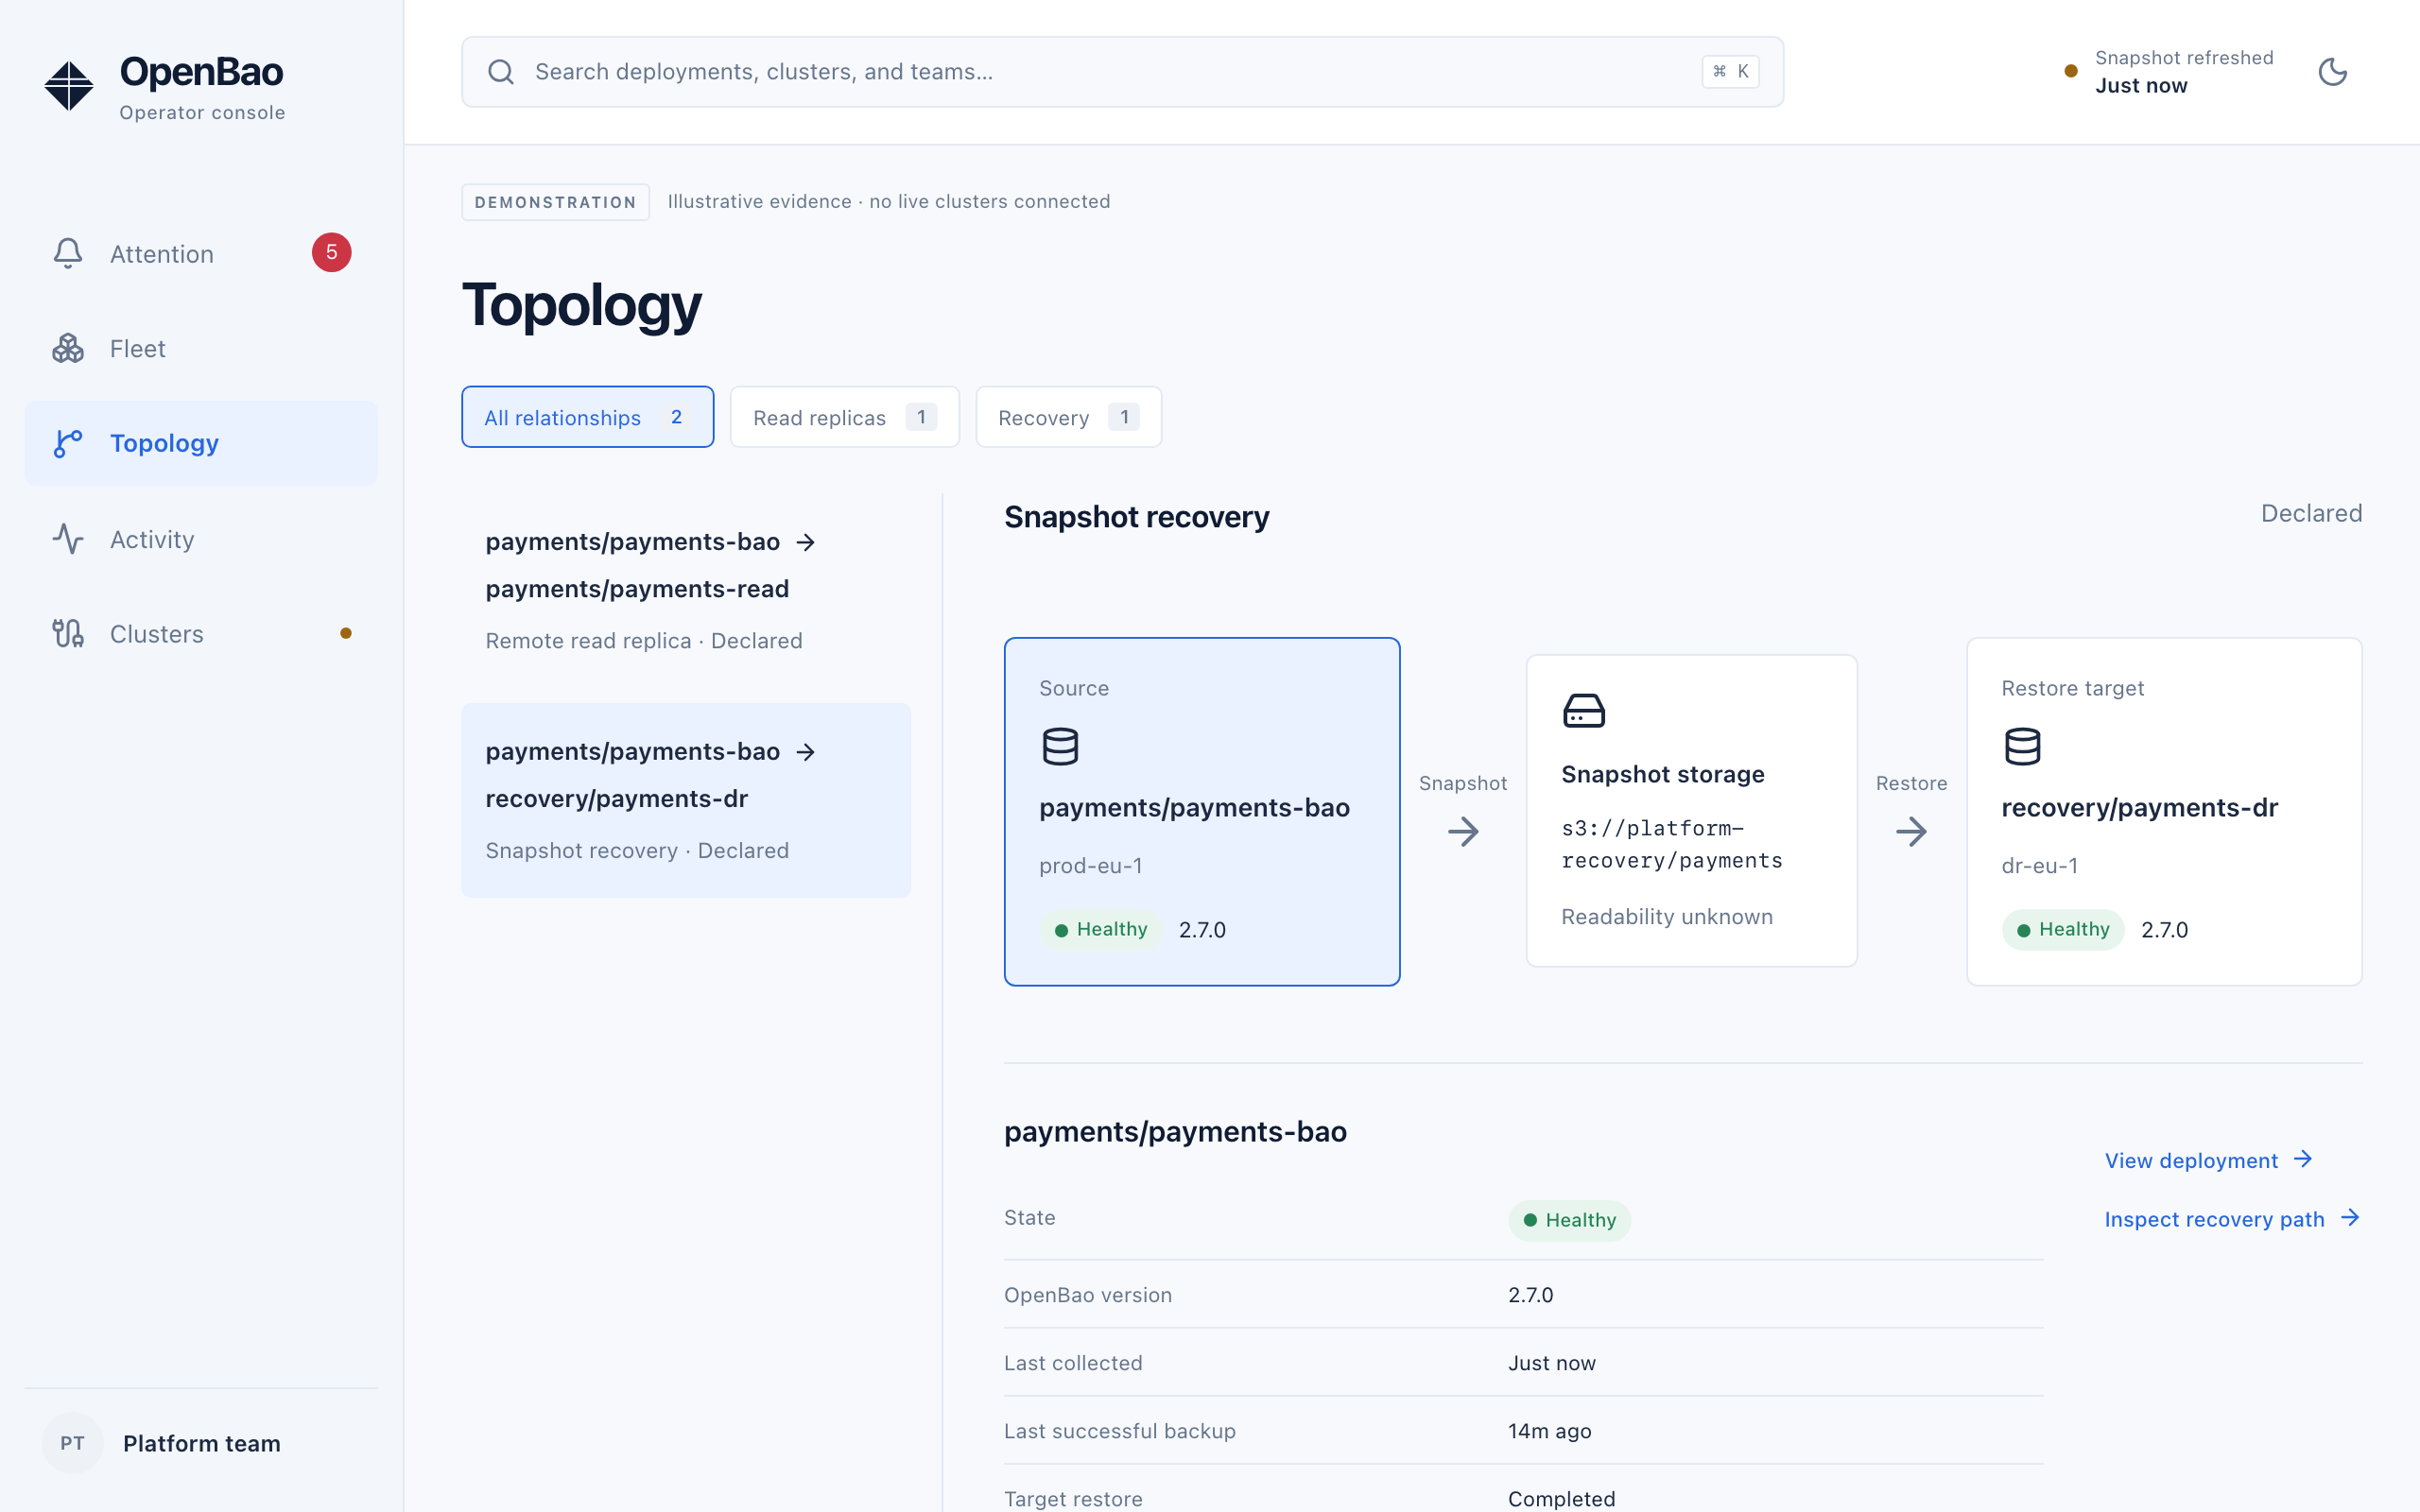 OpenBao
Operator console
Attention 5
Fleet
Topology
Activity
Clusters
PT Platform team
Search deployments, clusters, and teams...
⌘ K
Snapshot refreshed
Just now
DEMONSTRATION Illustrative evidence · no live clusters connected
Topology
All relationships 2
Read replicas 1
Recovery 1
payments/payments-bao →
payments/payments-read
Remote read replica · Declared
payments/payments-bao →
recovery/payments-dr
Snapshot recovery · Declared
Snapshot recovery
Declared
Source
payments/payments-bao
prod-eu-1
Healthy 2.7.0
Snapshot
→
Snapshot storage
s3://platform-
recovery/payments
Readability unknown
Restore
→
Restore target
recovery/payments-dr
dr-eu-1
Healthy 2.7.0
payments/payments-bao
View deployment →
Inspect recovery path →
State Healthy
OpenBao version 2.7.0
Last collected Just now
Last successful backup 14m ago
Target restore Completed